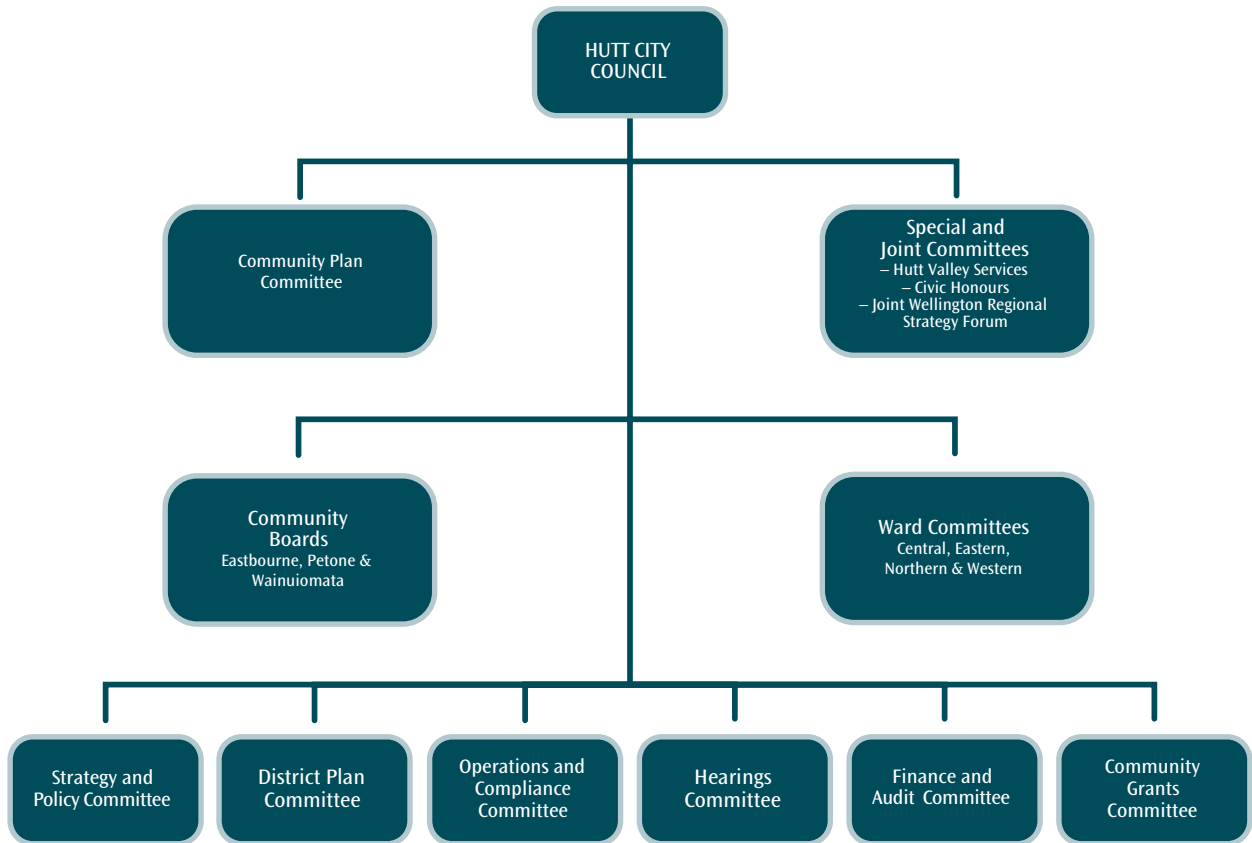 HUTT CITY
COUNCIL
Community Plan
Committee
Special and
Joint Committees
– Hutt Valley Services
– Civic Honours
– Joint Wellington Regional
Strategy Forum
Community
Boards
Eastbourne, Petone &
Wainuiomata
Ward Committees
Central, Eastern,
Northern & Western
Strategy and
Policy Committee
District Plan
Committee
Operations and
Compliance
Committee
Hearings
Committee
Finance and
Audit Committee
Community
Grants
Committee